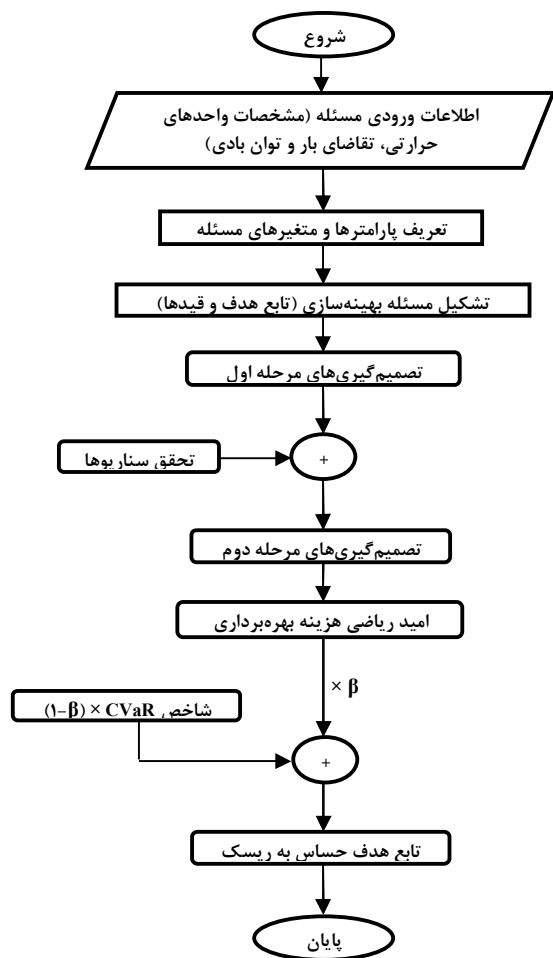 شروع
اطلاعات ورودی مسئله (مشخصات واحدهای
حرارتی، تقاضای بار و توان بادی)
تعریف پارامترها و متغیرهای مسئله
تشکیل مسئله بهینه‌سازی (تابع هدف و قیدها)
تصمیم‌گیری‌های مرحله اول
تحقق سناریوها
+
تصمیم‌گیری‌های مرحله دوم
امید ریاضی هزینه بهره‌برداری
× β
شاخص CVaR × (۱-β)
+
تابع هدف حساس به ریسک
پایان